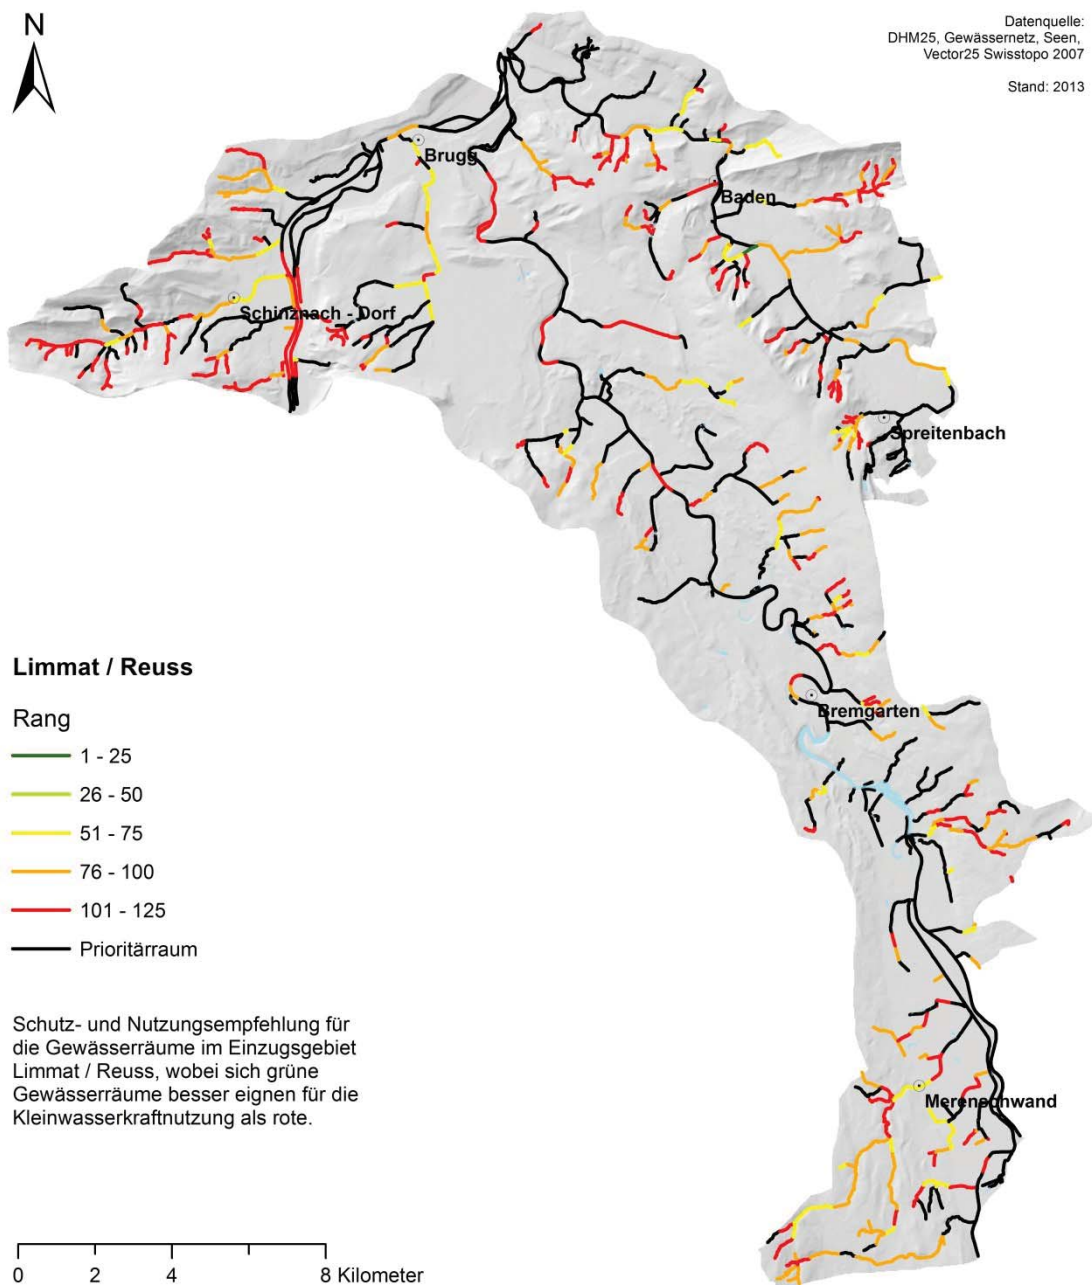 N
Datenquelle:
DHM25, Gewässernetz, Seen,
Vector25 Swisstopo 2007
Stand: 2013
Brugg
Baden
Schinznach - Dorf
Spreitenbach
Limmat / Reuss
Rang
1 - 25
26 - 50
51 - 75
76 - 100
101 - 125
Prioritärraum
Bremgarten
Schutz- und Nutzungsempfehlung für
die Gewässerräume im Einzugsgebiet
Limmat / Reuss, wobei sich grüne
Gewässerräume besser eignen für die
Kleinwasserkraftnutzung als rote.
Merenschwand
0 2 4 8 Kilometer